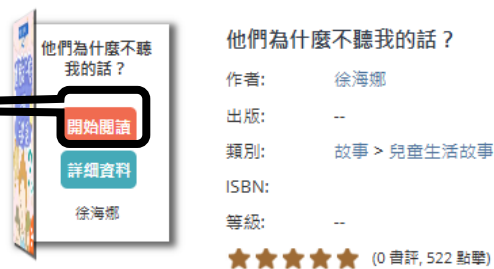 他們為什麼不聽
我的話？
開始閱讀
詳細資料
徐海娜
他們為什麼不聽我的話？
作者: 徐海娜
出版: --
類別: 故事 > 兒童生活故事
ISBN:
等級: --
(0 書評, 522 點擊)